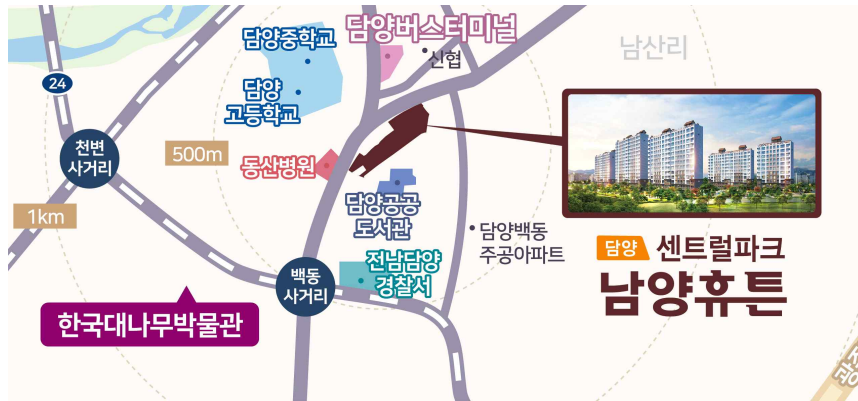 담양중학교
담양버스터미널
신협
남산리
24
담양
고등학교
천변
사거리
500m
동산병원
1km
담양공공
도서관
담양백동
주공아파트
백동
사거리
전남담양
경찰서
한국대나무박물관
담양 센트럴파크
남양휴튼